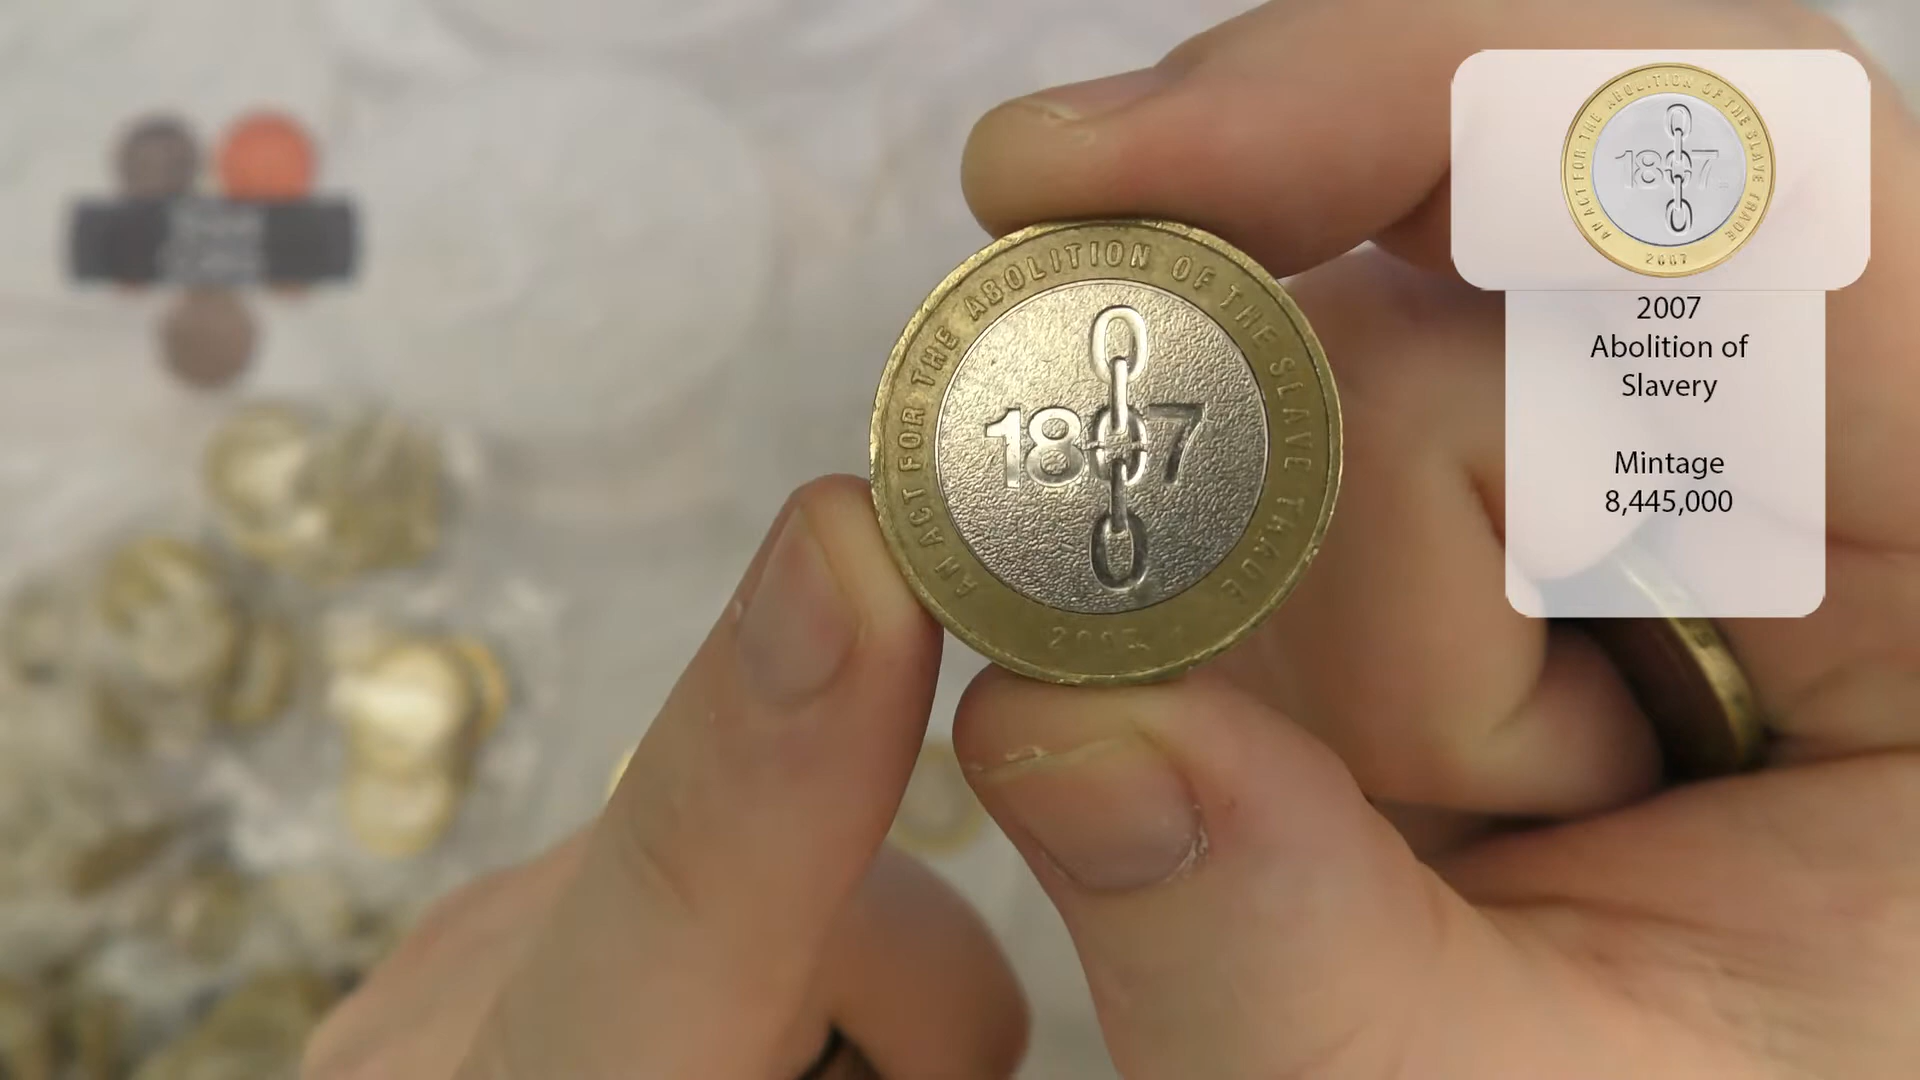 AN ACT FOR THE ABOLITION OF THE SLAVE TRADE
1807
AN ACT FOR THE ABOLITION OF THE SLAVE TRADE
1807
2007
2007
Abolition of
Slavery
Mintage
8,445,000